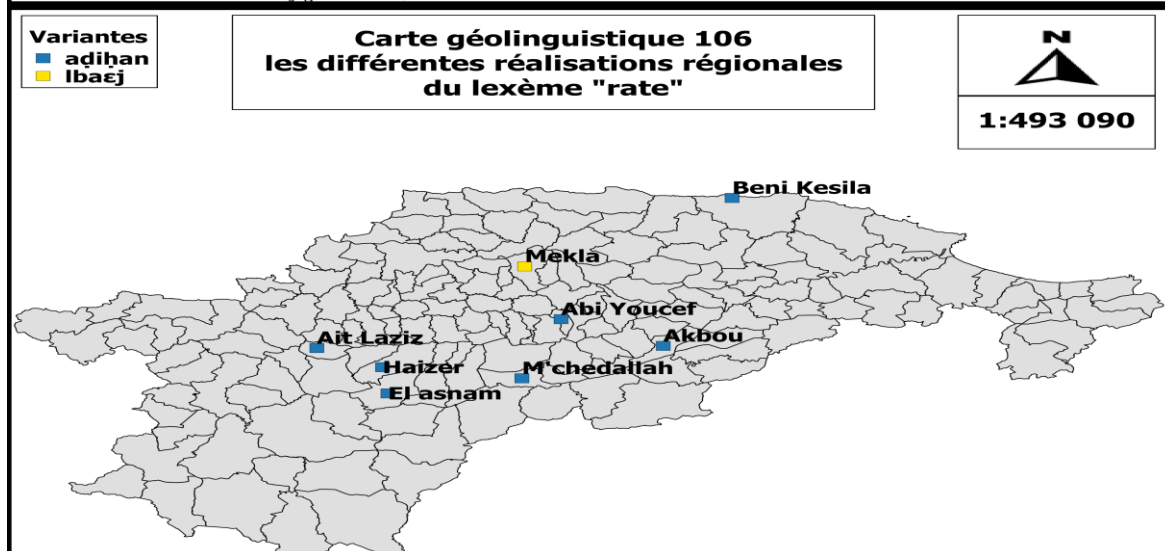 Variantes
aḍiḥan
lbaɛj
Carte géolinguistique 106
les différentes réalisations régionales
du lexème "rate"
N
1:493 090
Beni Kesila
Mekla
Abi Youcef
Ait Laziz
Akbou
Haizer
M'chedallah
El asnam